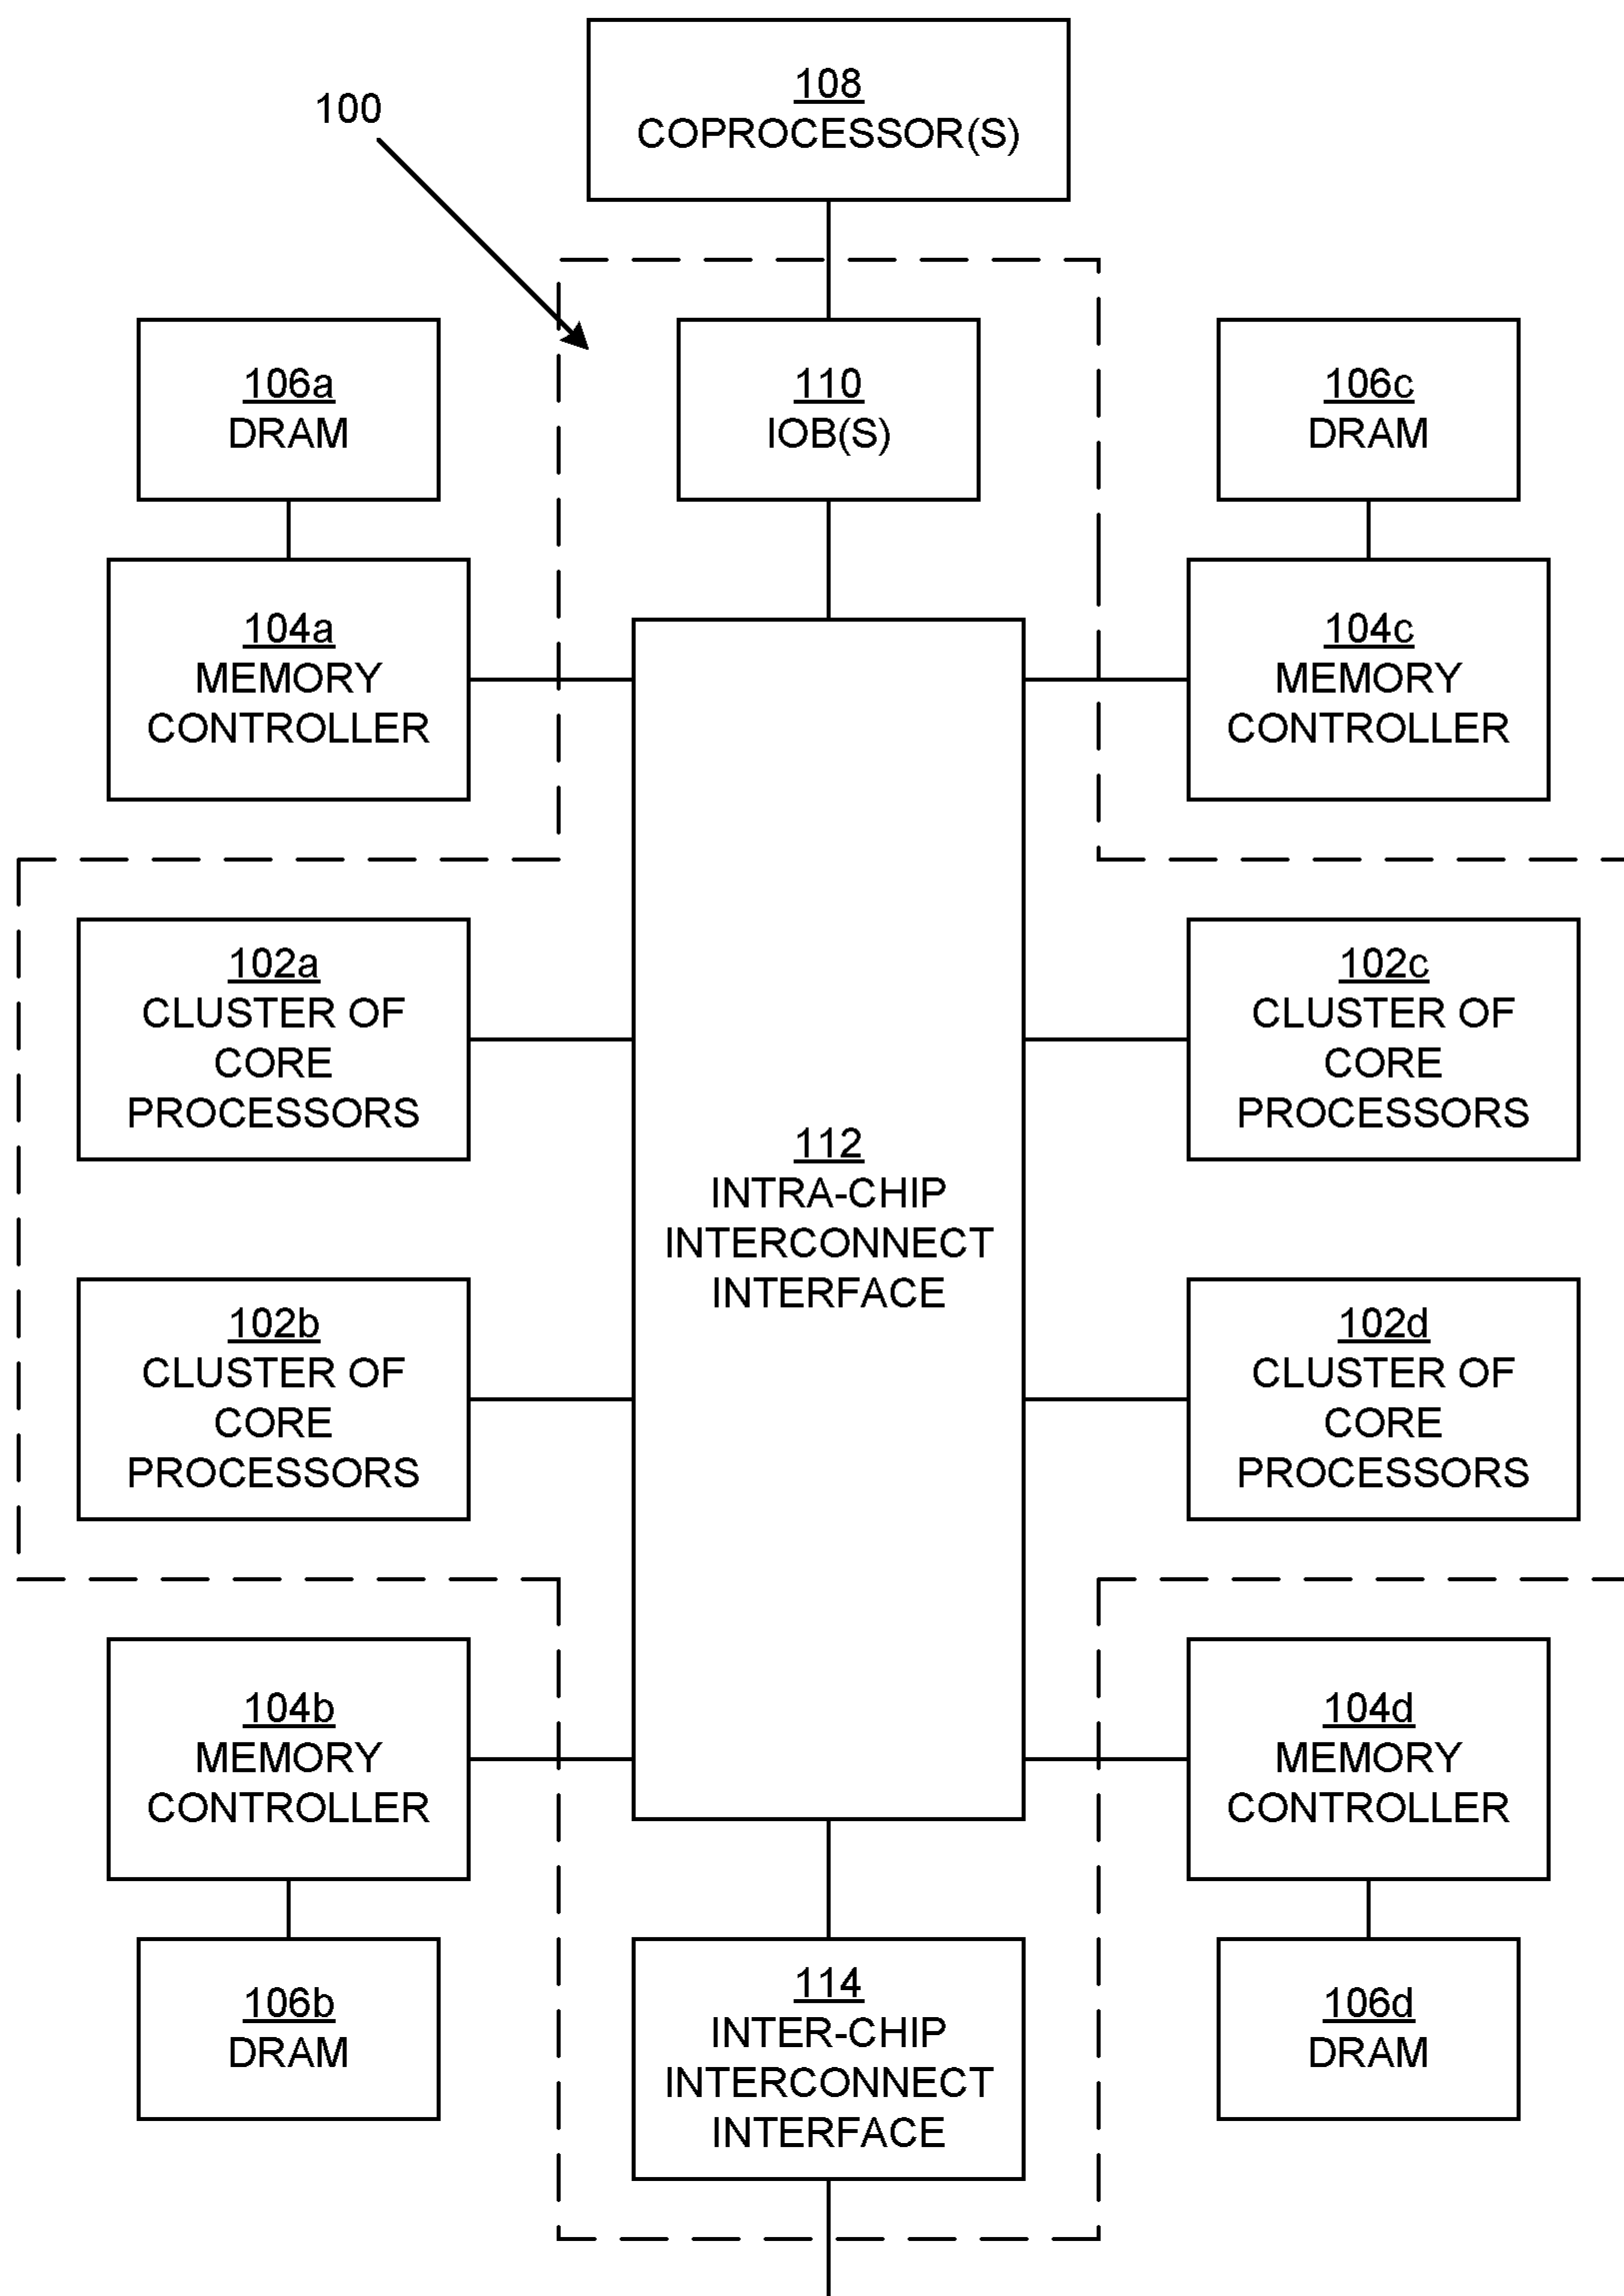 108
COPROCESSOR(S)
100
106a
DRAM
110
IOB(S)
106c
DRAM
104a
MEMORY
CONTROLLER
104c
MEMORY
CONTROLLER
102a
CLUSTER OF
CORE
PROCESSORS
102c
CLUSTER OF
CORE
PROCESSORS
112
INTRA-CHIP
INTERCONNECT
INTERFACE
102b
CLUSTER OF
CORE
PROCESSORS
102d
CLUSTER OF
CORE
PROCESSORS
104b
MEMORY
CONTROLLER
104d
MEMORY
CONTROLLER
106b
DRAM
114
INTER-CHIP
INTERCONNECT
INTERFACE
106d
DRAM